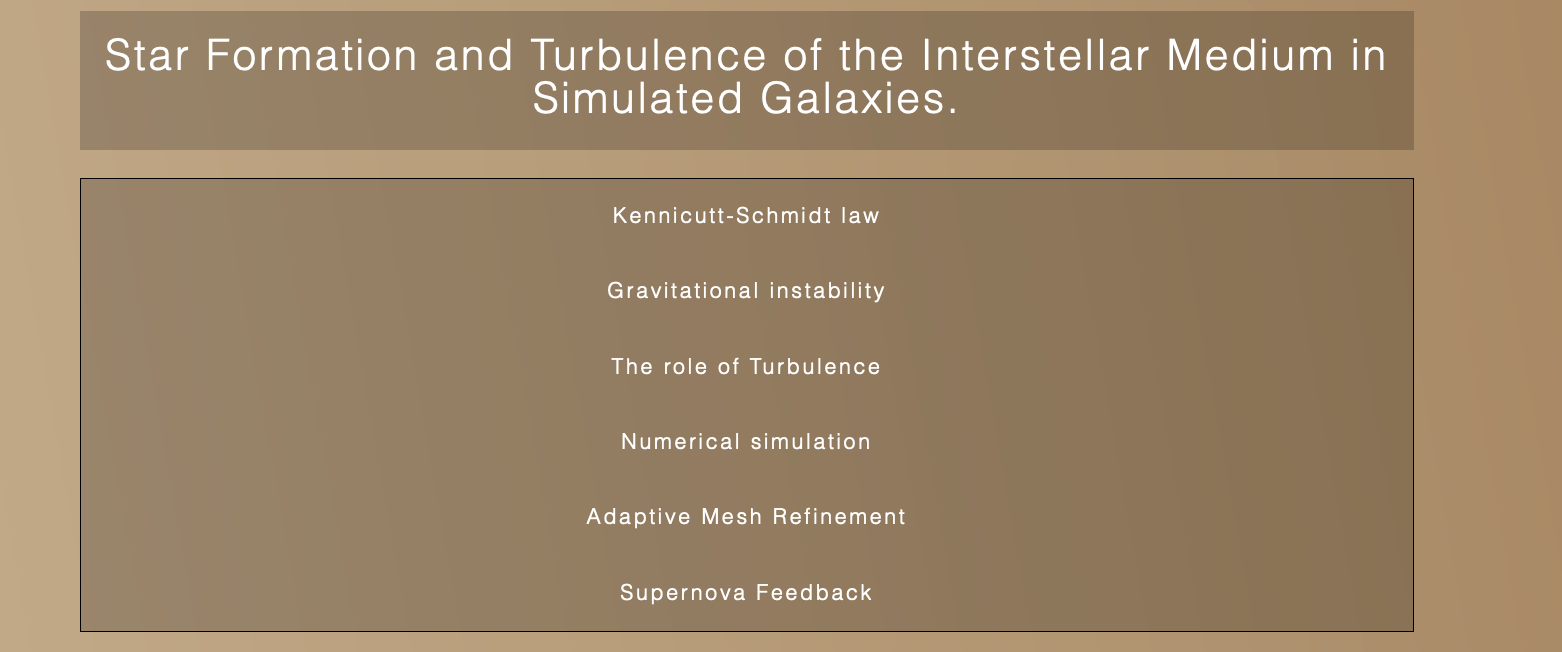 Star Formation and Turbulence of the Interstellar Medium in
Simulated Galaxies.
Kennicutt-Schmidt law
Gravitational instability
The role of Turbulence
Numerical simulation
Adaptive Mesh Refinement
Supernova Feedback